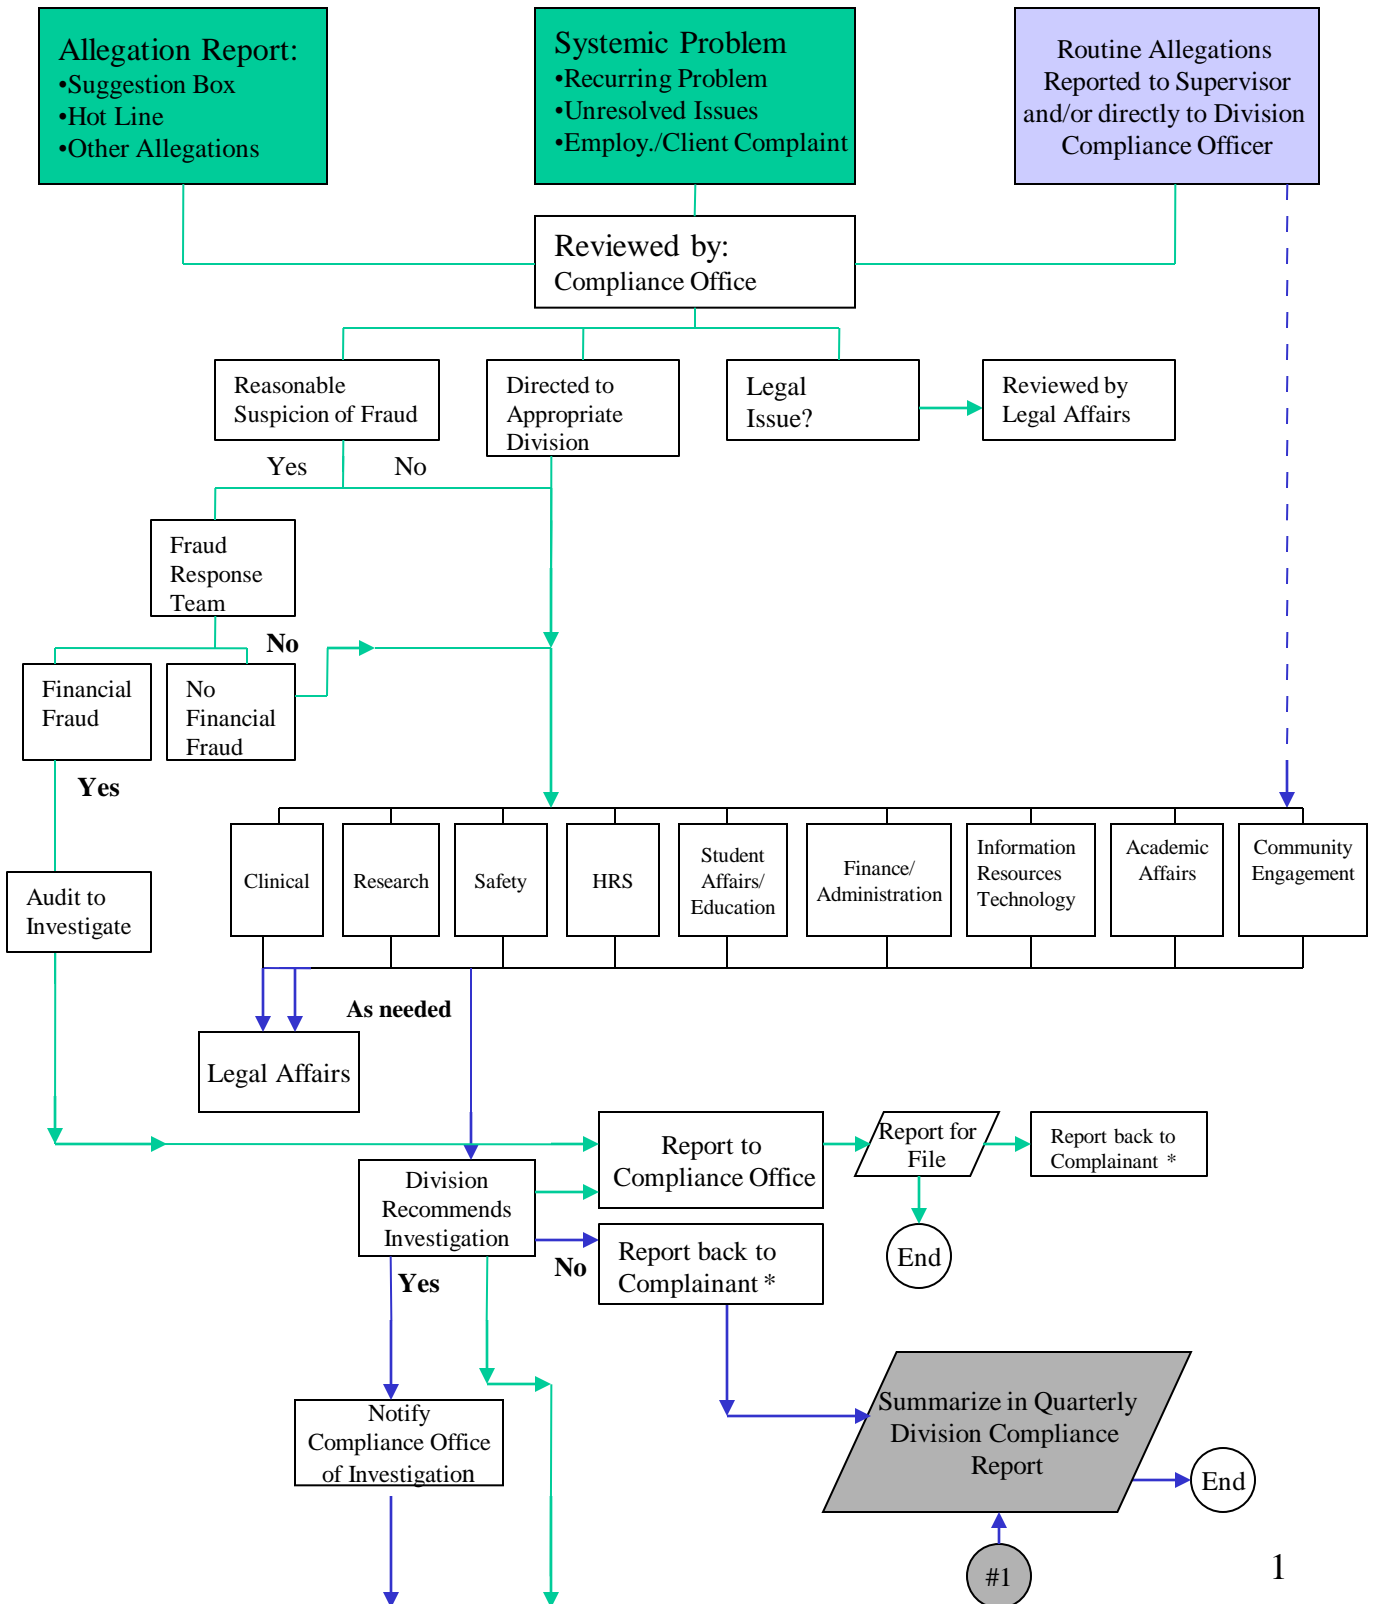 Allegation Report:
•Suggestion Box
•Hot Line
•Other Allegations
Systemic Problem
•Recurring Problem
•Unresolved Issues
•Employ./Client Complaint
Routine Allegations
Reported to Supervisor
and/or directly to Division
Compliance Officer
Reviewed by:
Compliance Office
Reasonable
Suspicion of Fraud
Directed to
Appropriate
Division
Legal
Issue?
Reviewed by
Legal Affairs
Yes
No
Fraud
Response
Team
No
Financial
Fraud
No
Financial
Fraud
Yes
Audit to
Investigate
Clinical
Research
Safety
HRS
Student
Affairs/
Education
Finance/
Administration
Information
Resources
Technology
Academic
Affairs
Community
Engagement
As needed
Legal Affairs
Report to
Compliance Office
Report for
File
Report back to
Complainant *
Division
Recommends
Investigation
End
Yes
No
Report back to
Complainant *
Notify
Compliance Office
of Investigation
Summarize in Quarterly
Division Compliance
Report
End
#1
1